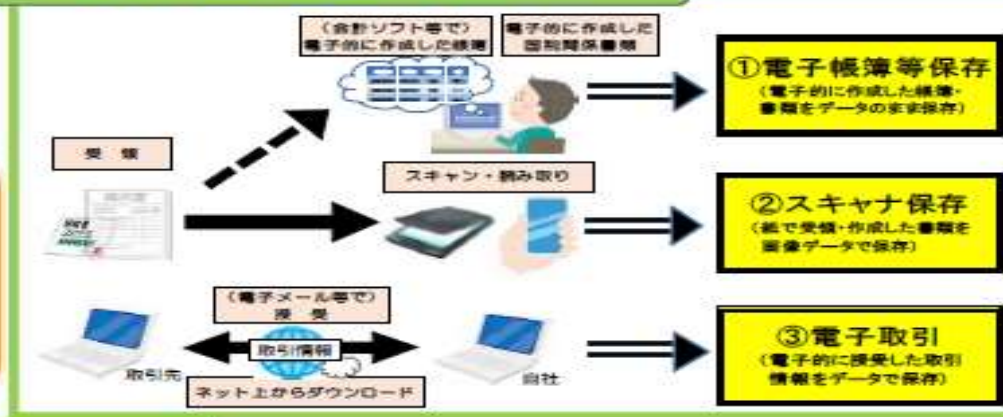 （会計ソフト等で）
電子的に作成した帳簿
電子的に作成した
国税関係書類
①電子帳簿等保存
（電子的に作成した帳簿・
書類をデータのまま保存）
受 領
スキャン・読み取り
②スキャナ保存
（紙で受領・作成した書類を
画像データで保存）
（電子メール等で）
授 受
取引情報
取引先
自社
ネット上からダウンロード
③電子取引
（電子的に授受した取引
情報をデータで保存）